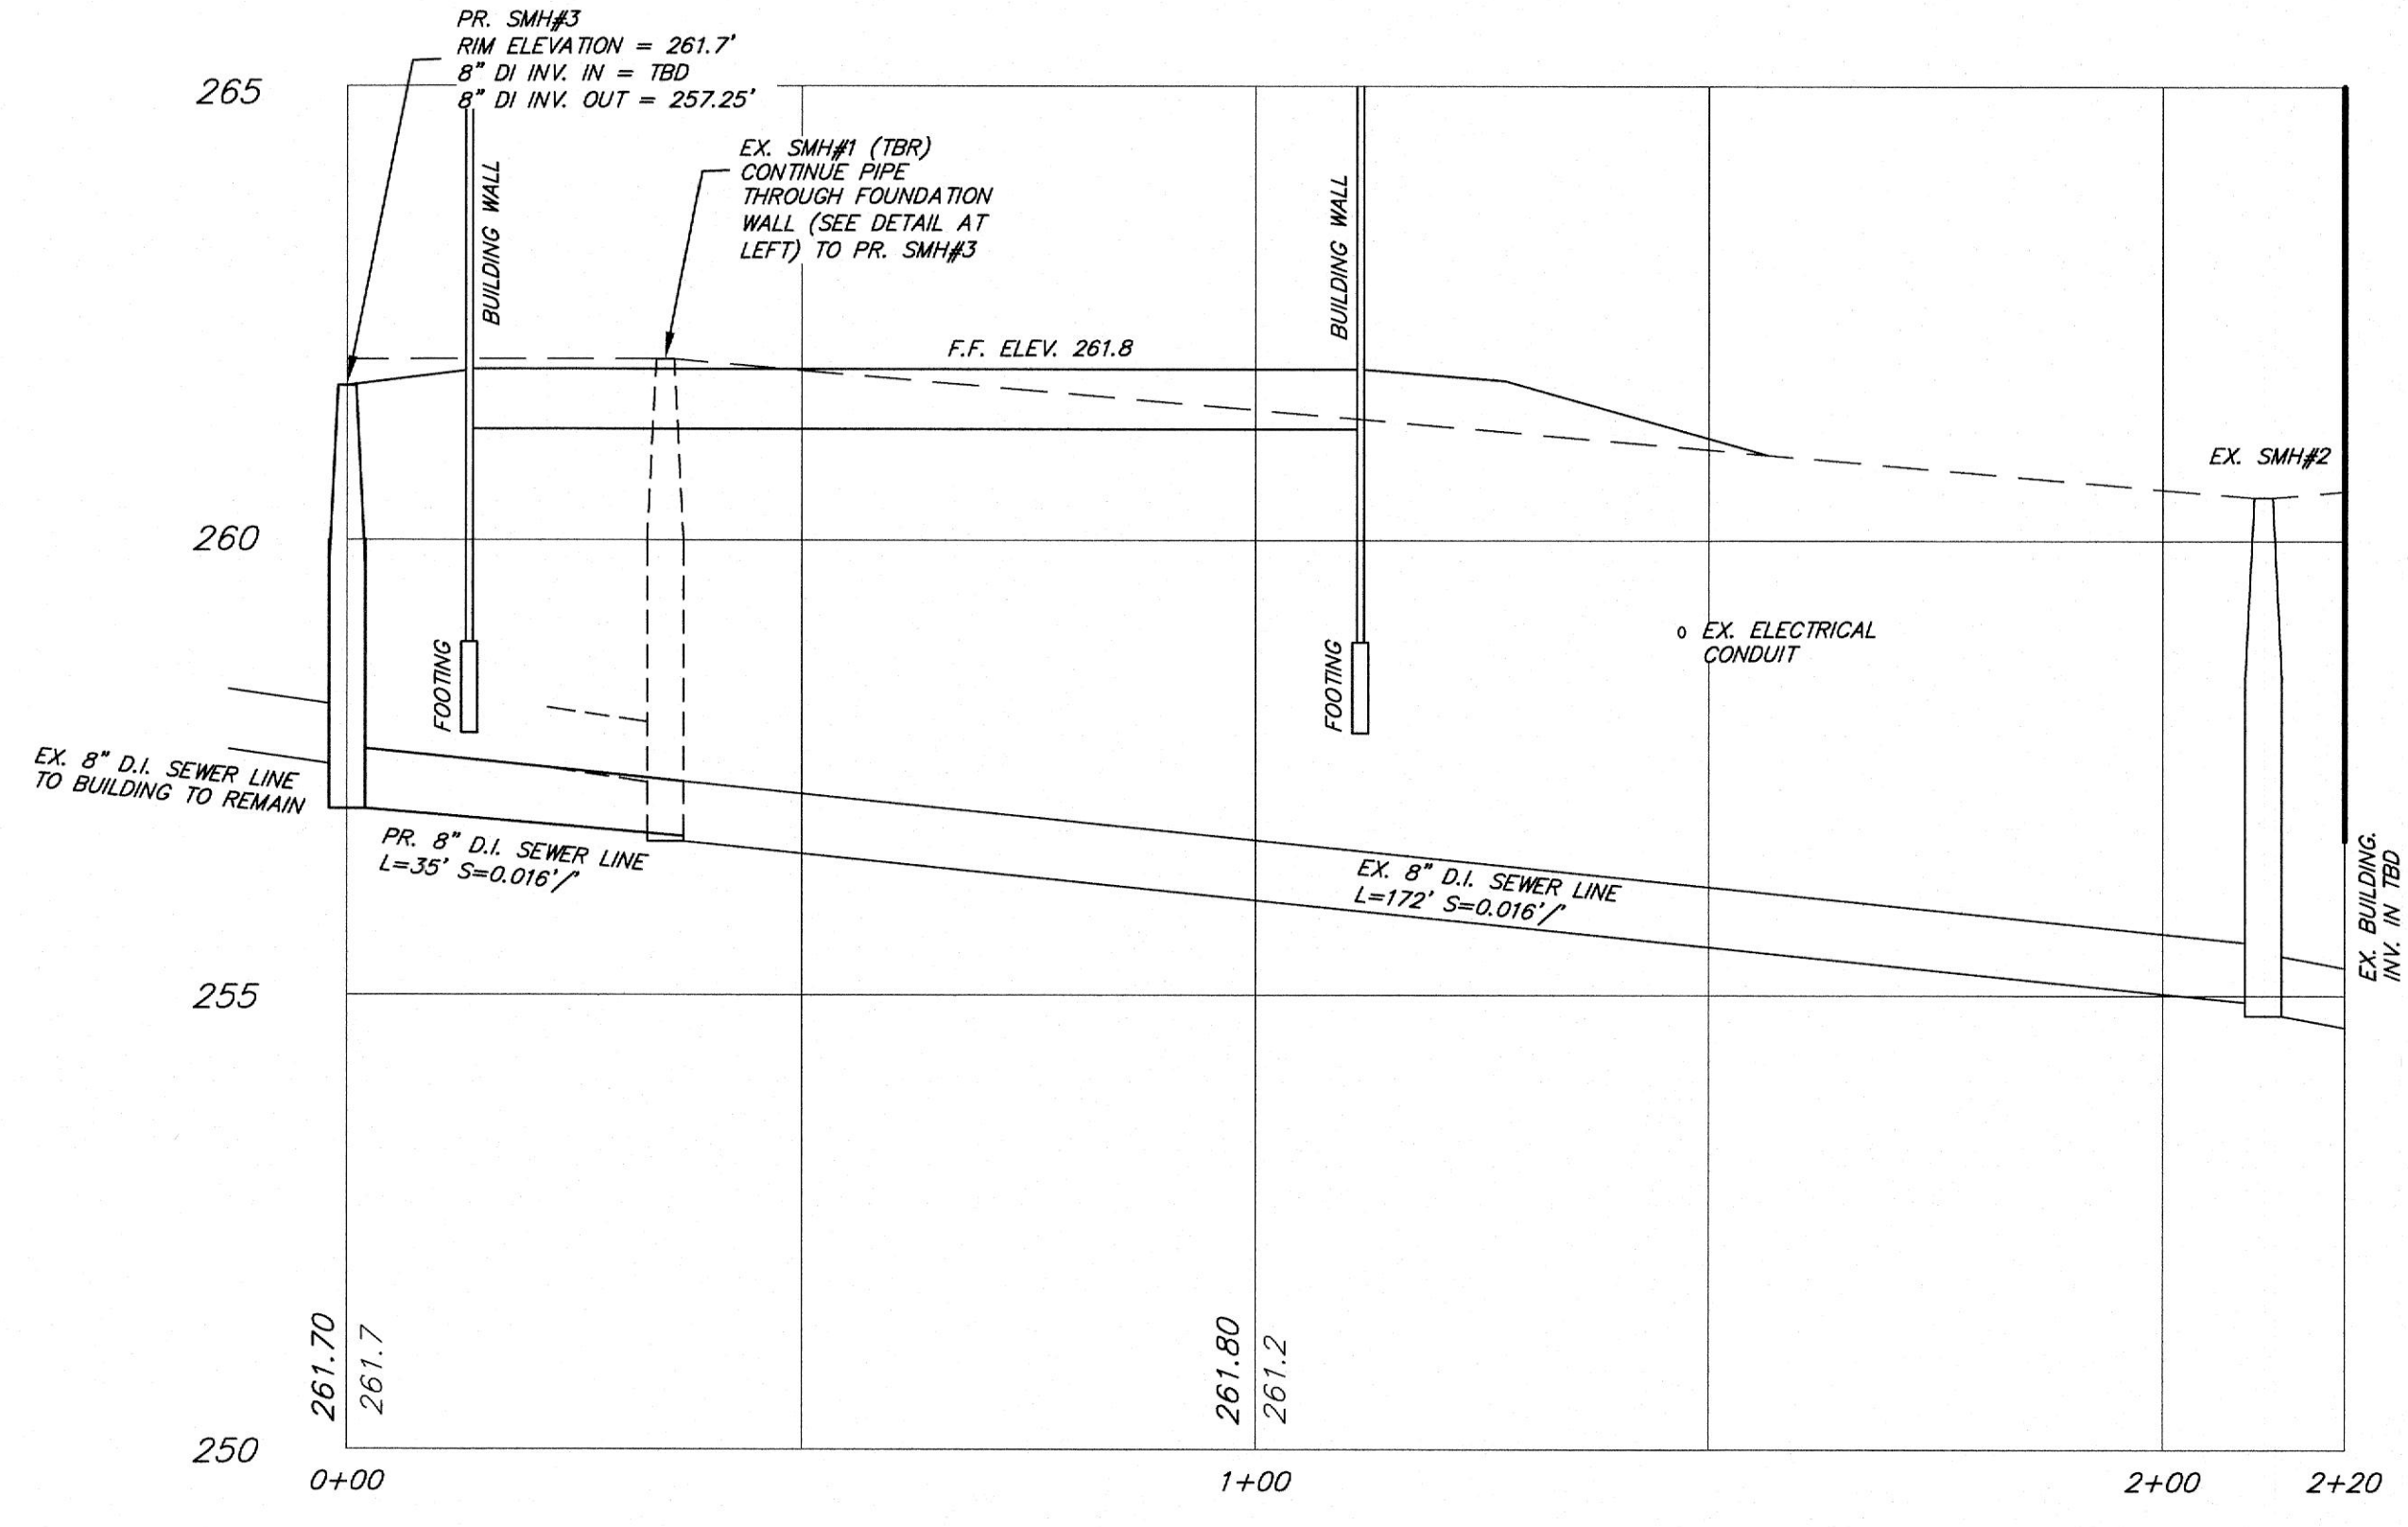 PR. SMH#3
RIM ELEVATION = 261.7'
8" DI INV. IN = TBD
8" DI INV. OUT = 257.25'
265
EX. SMH#1 (TBR)
CONTINUE PIPE
THROUGH FOUNDATION
WALL (SEE DETAIL AT
LEFT) TO PR. SMH#3
BUILDING WALL
BUILDING WALL
F.F. ELEV. 261.8
EX. SMH#2
260
EX. ELECTRICAL
CONDUIT
FOOTING
FOOTING
EX. 8" D.I. SEWER LINE
TO BUILDING TO REMAIN
PR. 8" D.I. SEWER LINE
L=35' S=0.016'/'
EX. 8" D.I. SEWER LINE
L=172' S=0.016'/'
EX. BUILDING.
INV. IN TBD
255
261.70
261.7
261.80
261.2
250
0+00
1+00
2+00
2+20